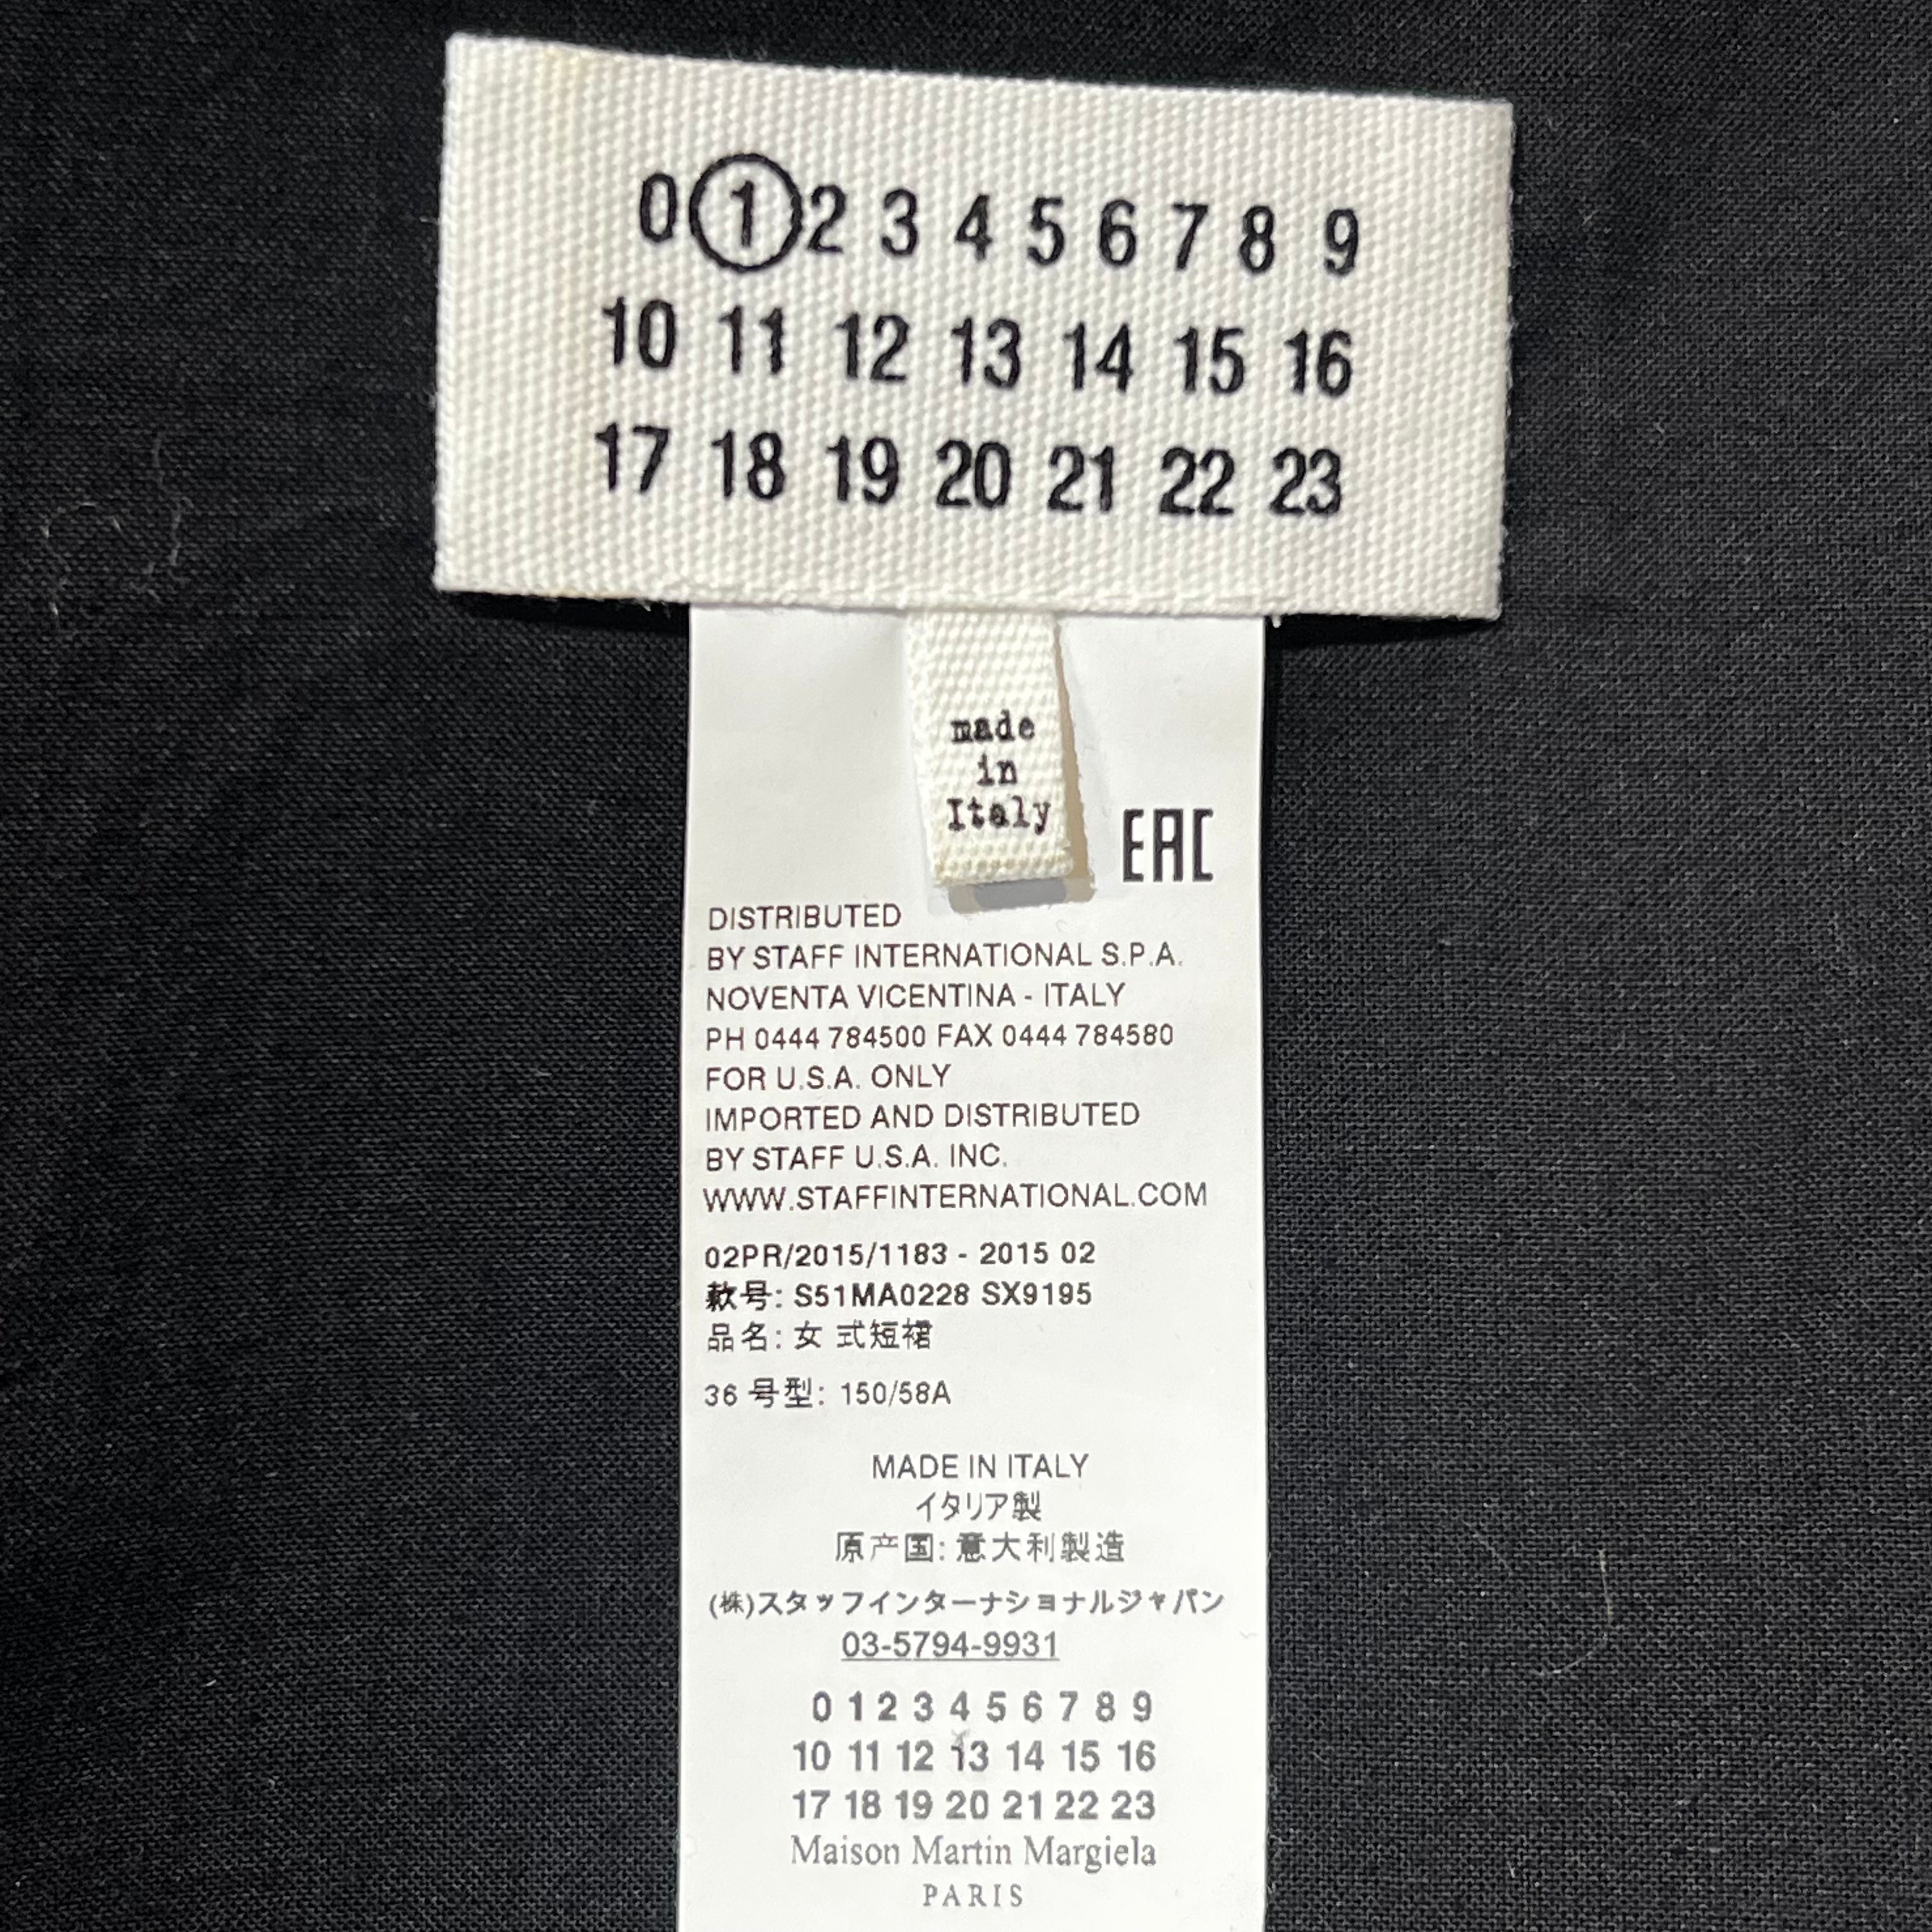 0 1 2 3 4 5 6 7 8 9
10 11 12 13 14 15 16
17 18 19 20 21 22 23
made
in
Italy
EAC
DISTRIBUTED
BY STAFF INTERNATIONAL S.P.A.
NOVENTA VICENTINA - ITALY
PH 0444 784500 FAX 0444 784580
FOR U.S.A. ONLY
IMPORTED AND DISTRIBUTED
BY STAFF U.S.A. INC.
WWW.STAFFINTERNATIONAL.COM
02PR/2015/1183 - 2015 02
款号: S51MA0228 SX9195
品名: 女 式短裙
36 号型: 150/58A
MADE IN ITALY
イタリア製
原产国: 意大利製造
(株)スタッフインターナショナルジャパン
03-5794-9931
0 1 2 3 4 5 6 7 8 9
10 11 12 13 14 15 16
17 18 19 20 21 22 23
Maison Martin Margiela
PARIS